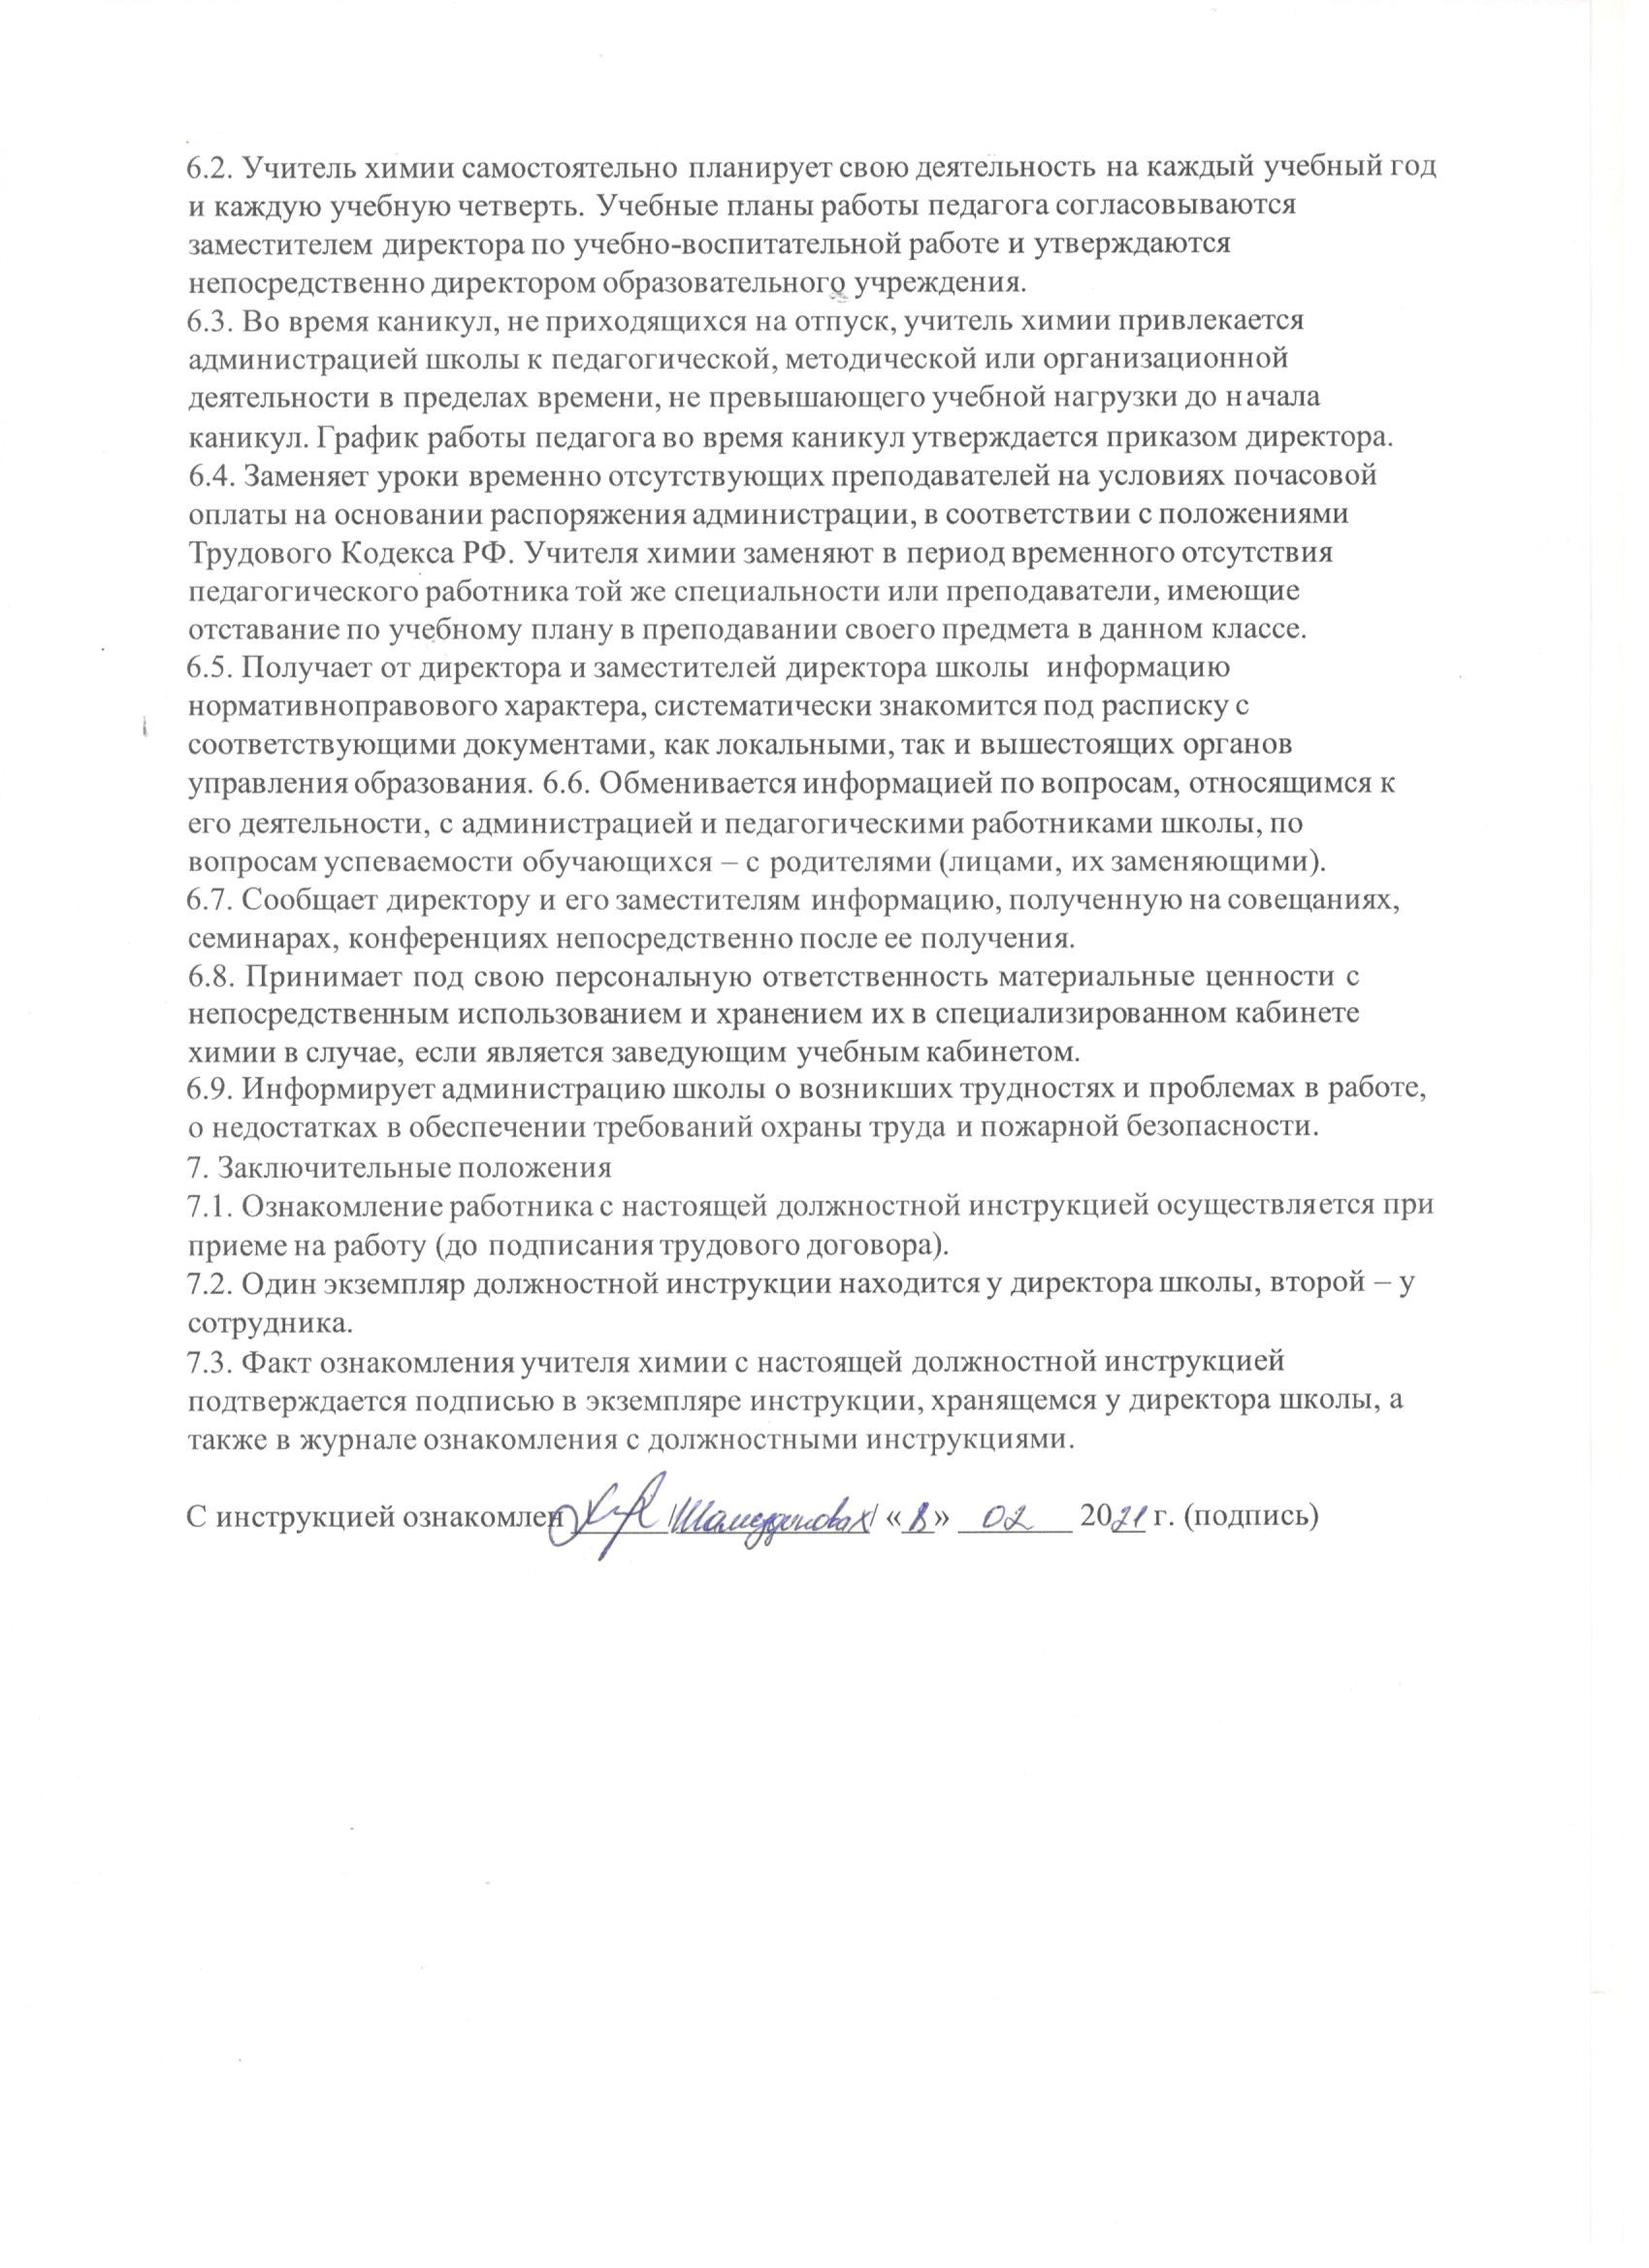 6.2. Учитель химии самостоятельно планирует свою деятельность на каждый учебный год
и каждую учебную четверть. Учебные планы работы педагога согласовываются
заместителем директора по учебно-воспитательной работе и утверждаются
непосредственно директором образовательного учреждения.
6.3. Во время каникул, не приходящихся на отпуск, учитель химии привлекается
администрацией школы к педагогической, методической или организационной
деятельности в пределах времени, не превышающего учебной нагрузки до начала
каникул. График работы педагога во время каникул утверждается приказом директора.
6.4. Заменяет уроки временно отсутствующих преподавателей на условиях почасовой
оплаты на основании распоряжения администрации, в соответствии с положениями
Трудового Кодекса РФ. Учителя химии заменяют в период временного отсутствия
педагогического работника той же специальности или преподаватели, имеющие
отставание по учебному плану в преподавании своего предмета в данном классе.
6.5. Получает от директора и заместителей директора школы информацию
нормативноправового характера, систематически знакомится под расписку с
соответствующими документами, как локальными, так и вышестоящих органов
управления образования. 6.6. Обменивается информацией по вопросам, относящимся к
его деятельности, с администрацией и педагогическими работниками школы, по
вопросам успеваемости обучающихся – с родителями (лицами, их заменяющими).
6.7. Сообщает директору и его заместителям информацию, полученную на совещаниях,
семинарах, конференциях непосредственно после ее получения.
6.8. Принимает под свою персональную ответственность материальные ценности с
непосредственным использованием и хранением их в специализированном кабинете
химии в случае, если является заведующим учебным кабинетом.
6.9. Информирует администрацию школы о возникших трудностях и проблемах в работе,
о недостатках в обеспечении требований охраны труда и пожарной безопасности.
7. Заключительные положения
7.1. Ознакомление работника с настоящей должностной инструкцией осуществляется при
приеме на работу (до подписания трудового договора).
7.2. Один экземпляр должностной инструкции находится у директора школы, второй – у
сотрудника.
7.3. Факт ознакомления учителя химии с настоящей должностной инструкцией
подтверждается подписью в экземпляре инструкции, хранящемся у директора школы, а
также в журнале ознакомления с должностными инструкциями.
С инструкцией ознакомлен / / « » 02 2021 г. (подпись)